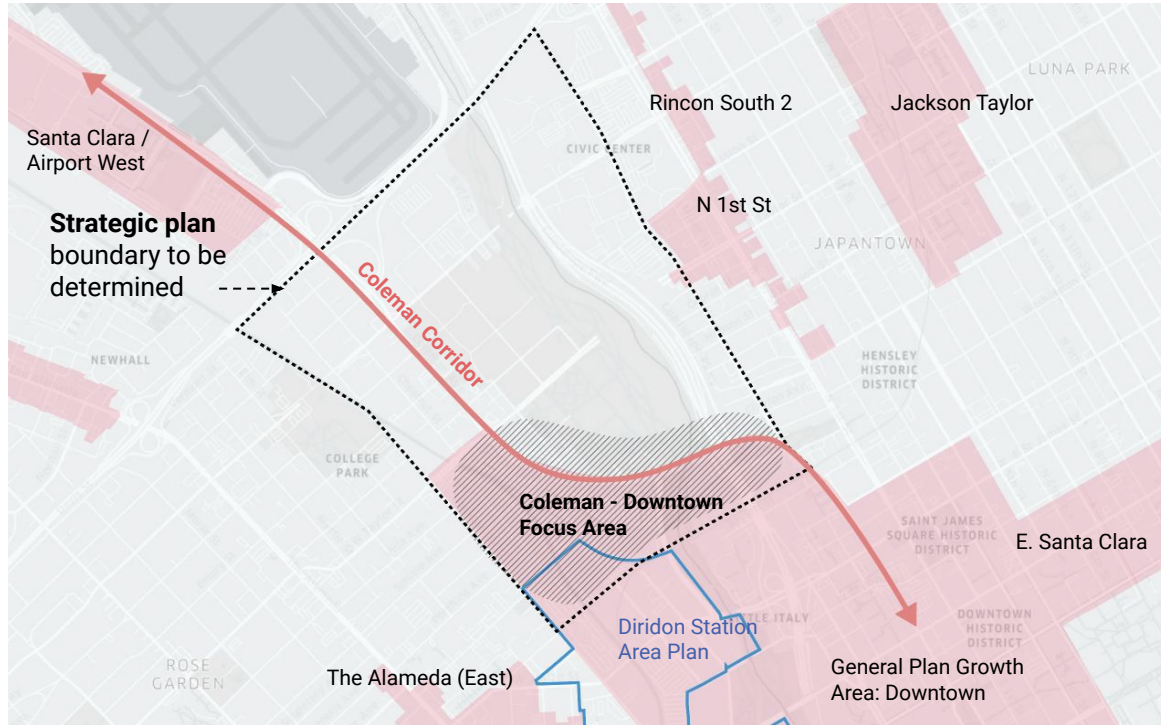 LUNA PARK
Rincon South 2
Jackson Taylor
Santa Clara /
Airport West
CIVIC CENTER
N 1st St
Strategic plan
boundary to be
determined
JAPANTOWN
Coleman Corridor
NEWHALL
HENSLEY
HISTORIC
DISTRICT
COLLEGE
PARK
Coleman - Downtown
Focus Area
SAINT JAMES
SQUARE HISTORIC
DISTRICT
E. Santa Clara
Diridon Station
Area Plan
TLE ITALY
DOWNTOWN
HISTORIC
DISTRICT
ROSE
GARDEN
The Alameda (East)
General Plan Growth
Area: Downtown